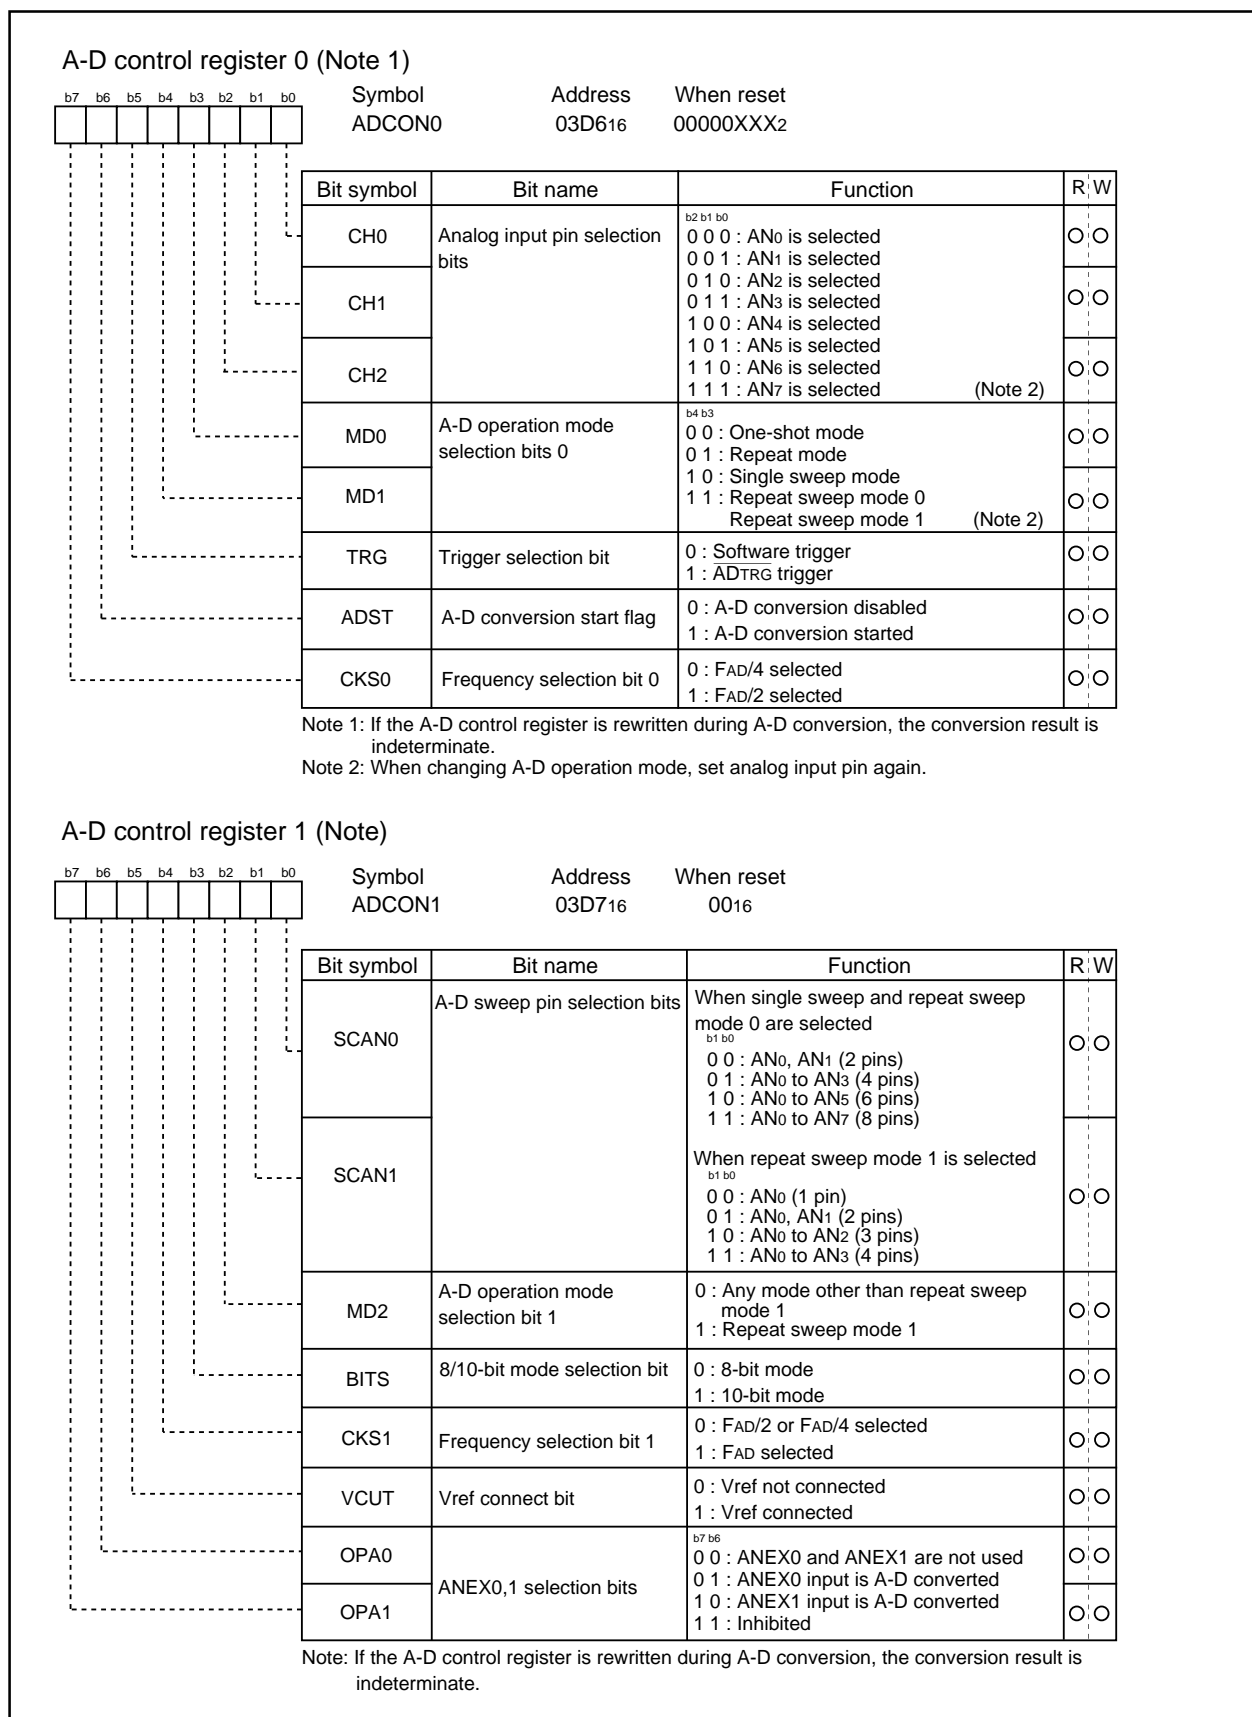 A-D control register 0 (Note 1)
b7 b6 b5 b4 b3 b2 b1 b0
Symbol Address When reset
ADCON0 03D616 00000XXX2
Bit symbol Bit name Function R W
CH0 Analog input pin selection bits
b2 b1 b0
0 0 0 : AN0 is selected
0 0 1 : AN1 is selected
0 1 0 : AN2 is selected
CH1
0 1 1 : AN3 is selected
1 0 0 : AN4 is selected
1 0 1 : AN5 is selected
CH2
1 1 0 : AN6 is selected
1 1 1 : AN7 is selected (Note 2)
MD0 A-D operation mode selection bits 0
b4 b3
0 0 : One-shot mode
0 1 : Repeat mode
MD1
1 0 : Single sweep mode
1 1 : Repeat sweep mode 0
Repeat sweep mode 1 (Note 2)
TRG Trigger selection bit
0 : Software trigger
1 : ADTRG trigger
ADST A-D conversion start flag
0 : A-D conversion disabled
1 : A-D conversion started
CKS0 Frequency selection bit 0
0 : FAD/4 selected
1 : FAD/2 selected
Note 1: If the A-D control register is rewritten during A-D conversion, the conversion result is
indeterminate.
Note 2: When changing A-D operation mode, set analog input pin again.
A-D control register 1 (Note)
b7 b6 b5 b4 b3 b2 b1 b0
Symbol Address When reset
ADCON1 03D716 0016
Bit symbol Bit name Function R W
SCAN0 A-D sweep pin selection bits
When single sweep and repeat sweep
mode 0 are selected
b1 b0
0 0 : AN0, AN1 (2 pins)
0 1 : AN0 to AN3 (4 pins)
1 0 : AN0 to AN5 (6 pins)
1 1 : AN0 to AN7 (8 pins)
SCAN1
When repeat sweep mode 1 is selected
b1 b0
0 0 : AN0 (1 pin)
0 1 : AN0, AN1 (2 pins)
1 0 : AN0 to AN2 (3 pins)
1 1 : AN0 to AN3 (4 pins)
MD2 A-D operation mode selection bit 1
0 : Any mode other than repeat sweep
mode 1
1 : Repeat sweep mode 1
BITS 8/10-bit mode selection bit
0 : 8-bit mode
1 : 10-bit mode
CKS1 Frequency selection bit 1
0 : FAD/2 or FAD/4 selected
1 : FAD selected
VCUT Vref connect bit
0 : Vref not connected
1 : Vref connected
OPA0 ANEX0,1 selection bits
b7 b6
0 0 : ANEX0 and ANEX1 are not used
0 1 : ANEX0 input is A-D converted
OPA1
1 0 : ANEX1 input is A-D converted
1 1 : Inhibited
Note: If the A-D control register is rewritten during A-D conversion, the conversion result is
indeterminate.